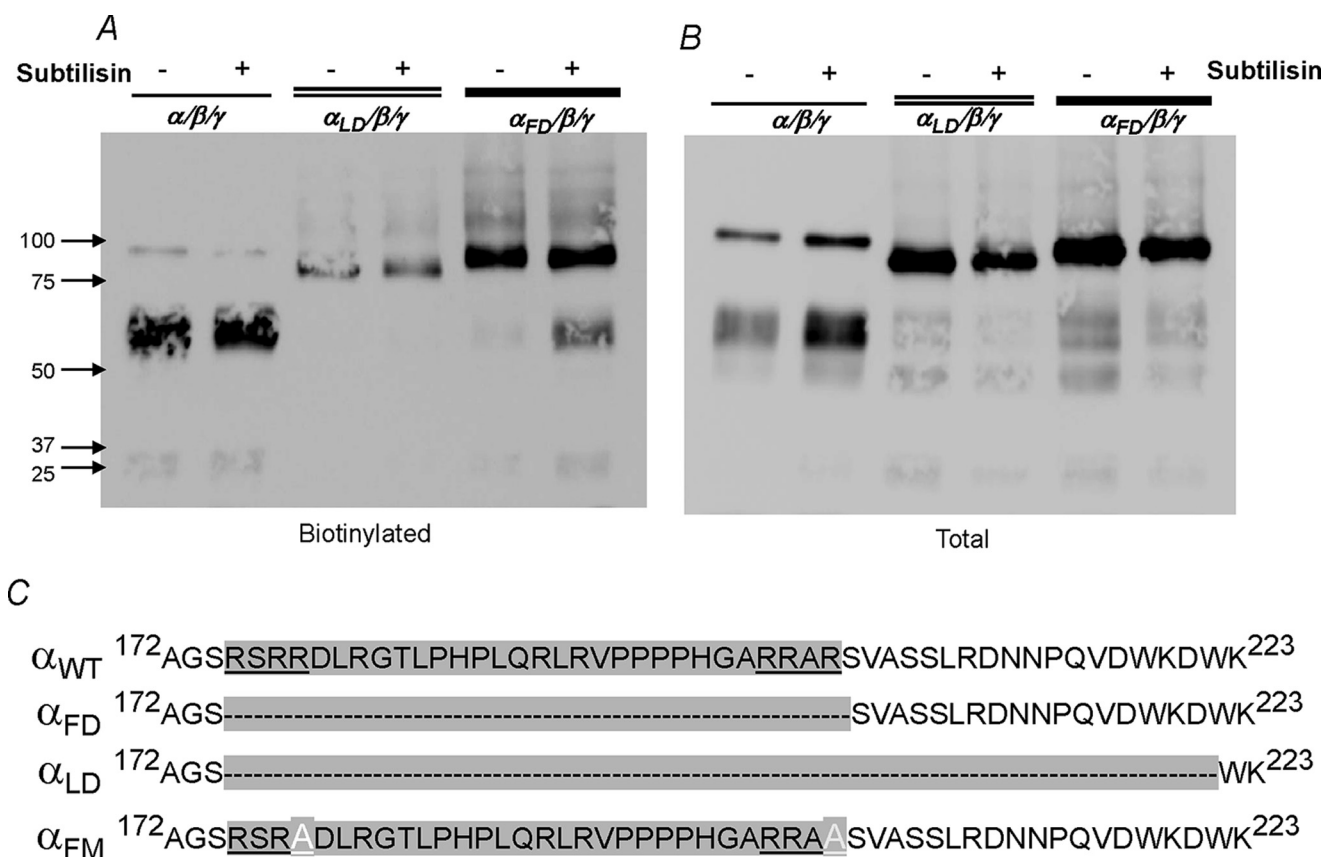 A
Subtilisin - + - + - +
α/β/γ αLD/β/γ αFD/β/γ
100
75
50
37
25
Biotinylated
B
- + - + - + Subtilisin
α/β/γ αLD/β/γ αFD/β/γ
Total
C
αWT 172AGSRSRRDLRGTLPHPLQRLRVPPPPHGARRARSVASSLRDNNPQVDWKDWK223
αFD 172AGS-----------------------------------SVASSLRDNNPQVDWKDWK223
αLD 172AGS--------------------------------------------------------WK223
αFM 172AGSRSRADLRGTLPHPLQRLRVPPPPHGARRAASVASSLRDNNPQVDWKDWK223